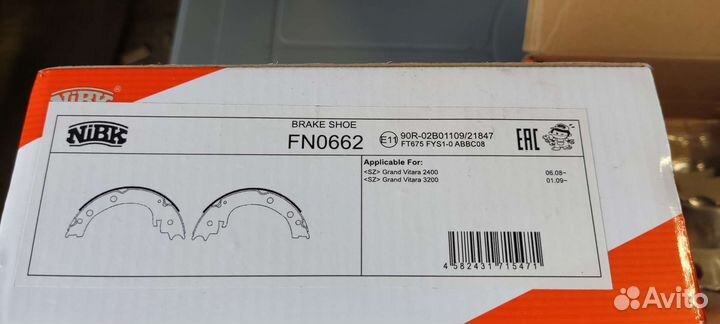 NiBK®
NiBK
BRAKE SHOE
FN0662
E11 90R-02B01109/21847
FT675 FYS1-0 ABBC08
EAC
Applicable For:
<SZ> Grand Vitara 2400 06.08~
<SZ> Grand Vitara 3200 01.09~
4 582431 715471
Avito